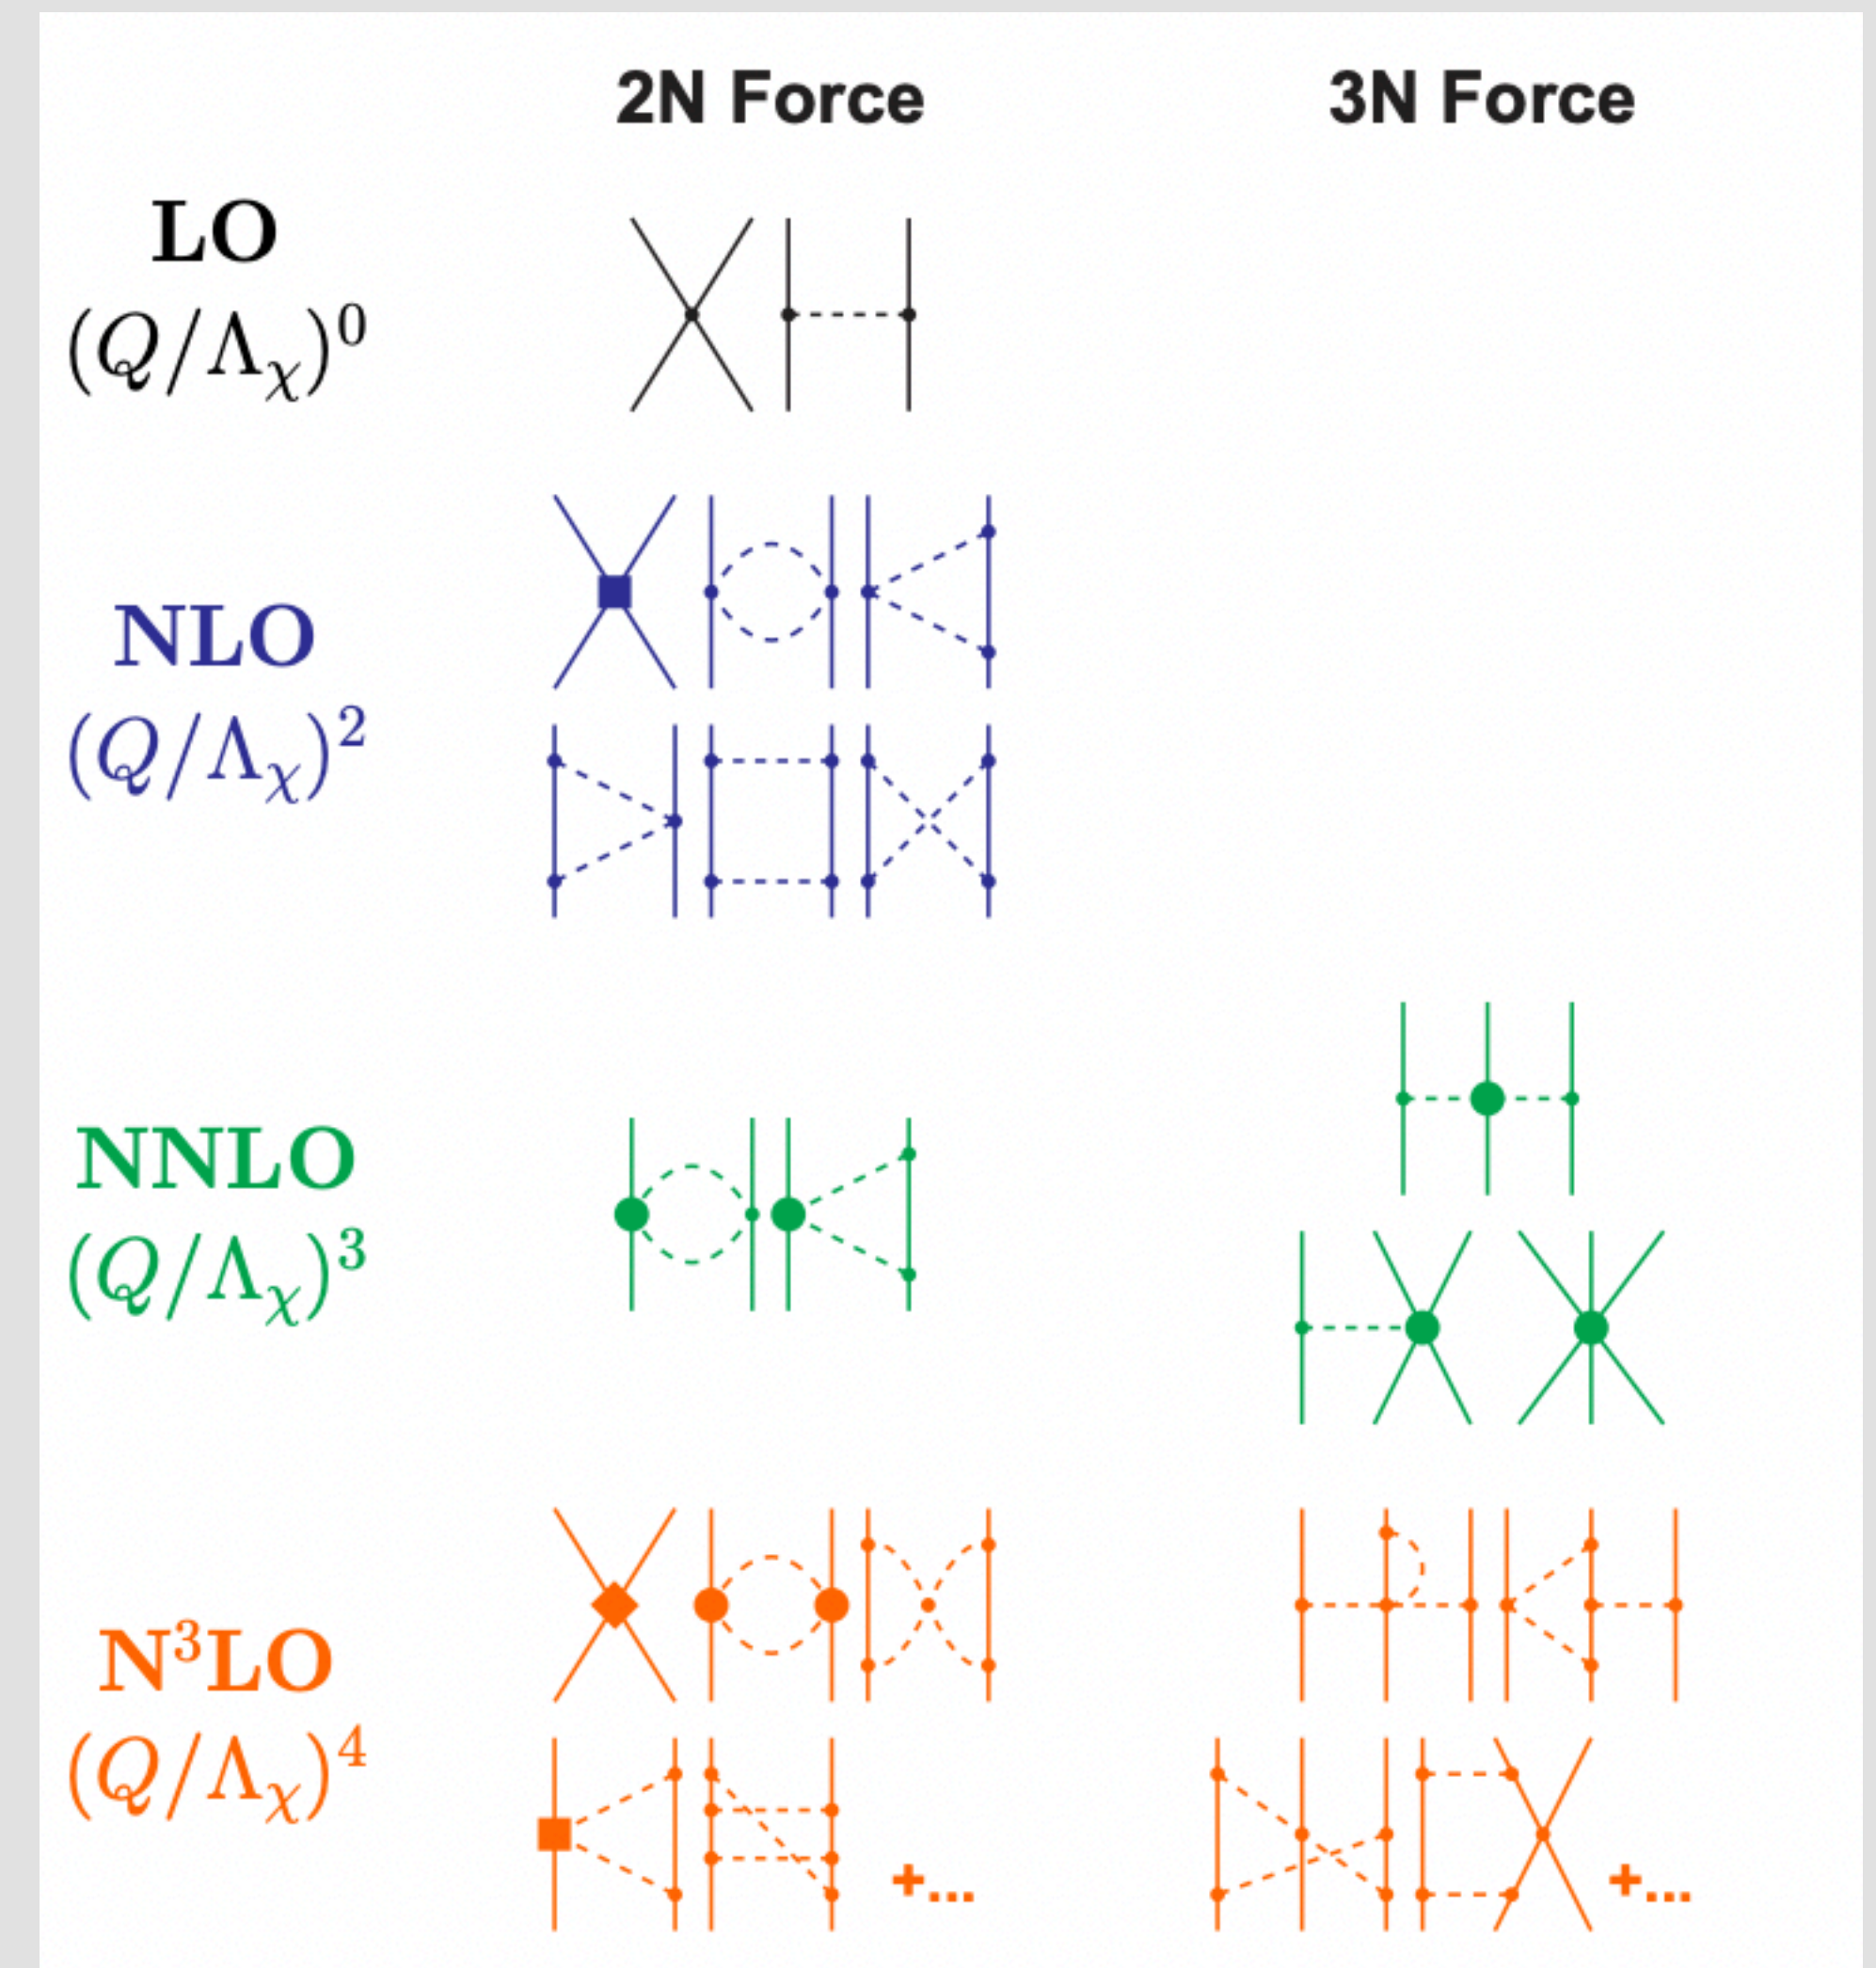 2N Force 3N Force
LO
(Q/Λχ)⁰
NLO
(Q/Λχ)²
NNLO
(Q/Λχ)³
N³LO
(Q/Λχ)⁴
+... +...